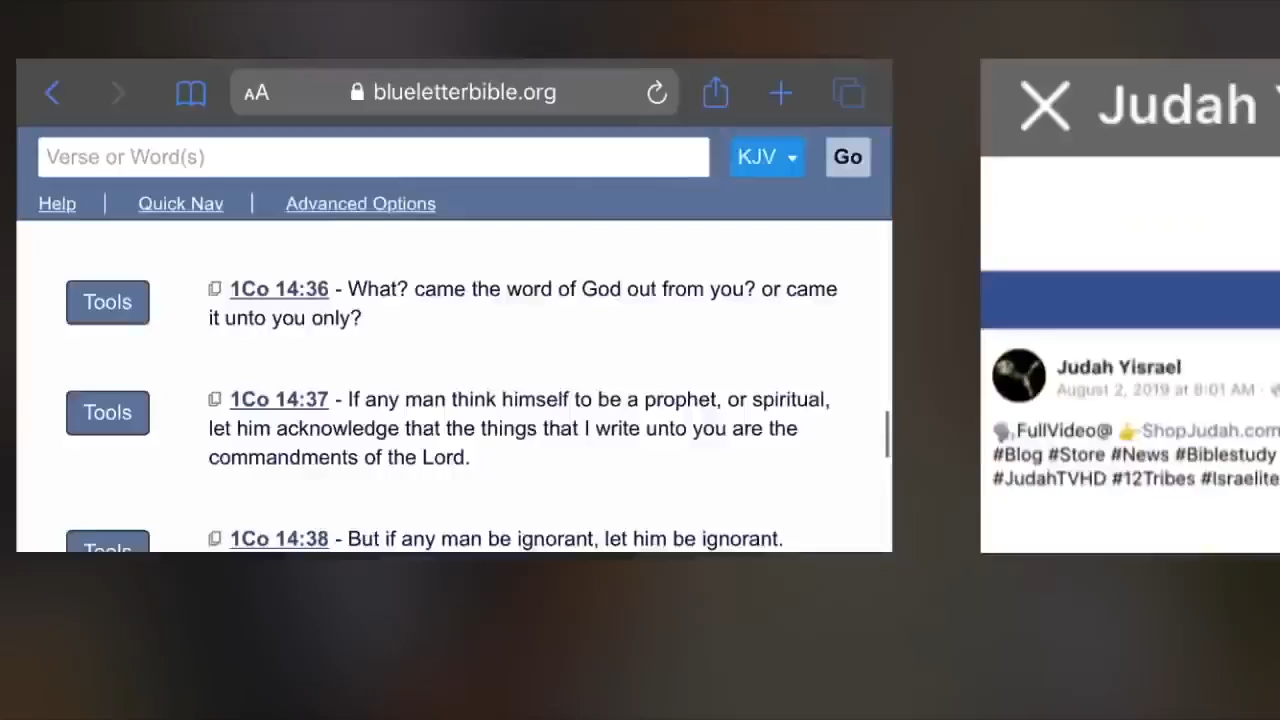 AA blueletterbible.org
Verse or Word(s) KJV Go
Help | Quick Nav | Advanced Options
Tools 1Co 14:36 - What? came the word of God out from you? or came
it unto you only?
Tools 1Co 14:37 - If any man think himself to be a prophet, or spiritual,
let him acknowledge that the things that I write unto you are the
commandments of the Lord.
Tools 1Co 14:38 - But if any man be ignorant, let him be ignorant.
Judah
Judah Yisrael
August 2, 2019 at 8:01 AM ·
FullVideo@ ShopJudah.com
#Blog #Store #News #Biblestudy
#JudahTVHD #12Tribes #Israelite